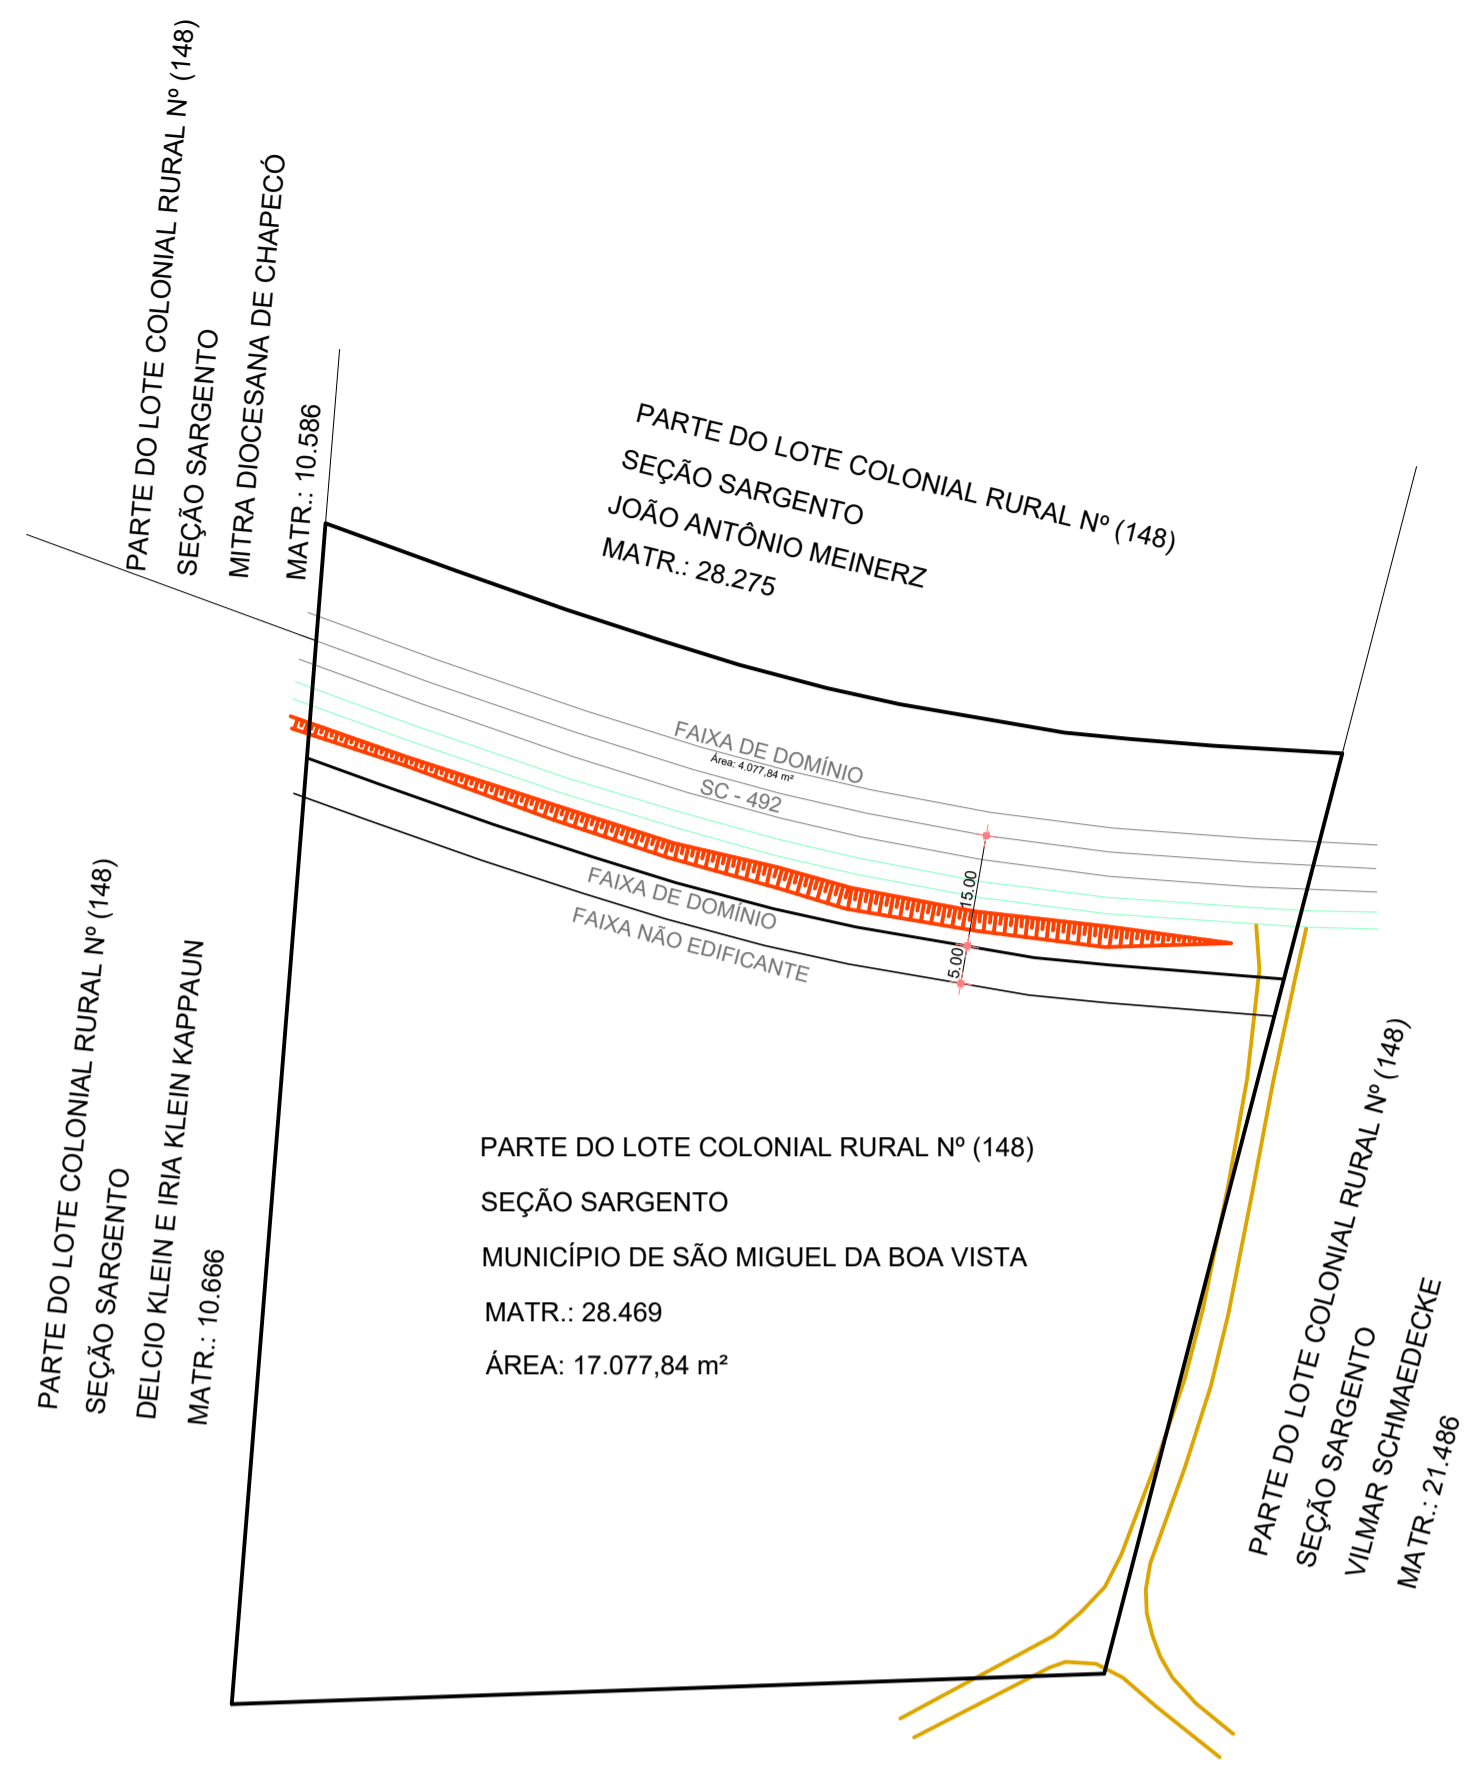 PARTE DO LOTE COLONIAL RURAL Nº (148)
SEÇÃO SARGENTO
MITRA DIOCESANA DE CHAPECÓ
MATR.: 10.586
PARTE DO LOTE COLONIAL RURAL Nº (148)
SEÇÃO SARGENTO
JOÃO ANTÔNIO MEINERZ
MATR.: 28.275
FAIXA DE DOMÍNIO
Área: 4.077,84 m²
SC - 492
15.00
5.00
FAIXA DE DOMÍNIO
FAIXA NÃO EDIFICANTE
PARTE DO LOTE COLONIAL RURAL Nº (148)
SEÇÃO SARGENTO
DELCIO KLEIN E IRIA KLEIN KAPPAUN
MATR.: 10.666
PARTE DO LOTE COLONIAL RURAL Nº (148)
SEÇÃO SARGENTO
MUNICÍPIO DE SÃO MIGUEL DA BOA VISTA
MATR.: 28.469
ÁREA: 17.077,84 m²
PARTE DO LOTE COLONIAL RURAL Nº (148)
SEÇÃO SARGENTO
VILMAR SCHMAEDECKE
MATR.: 21.486